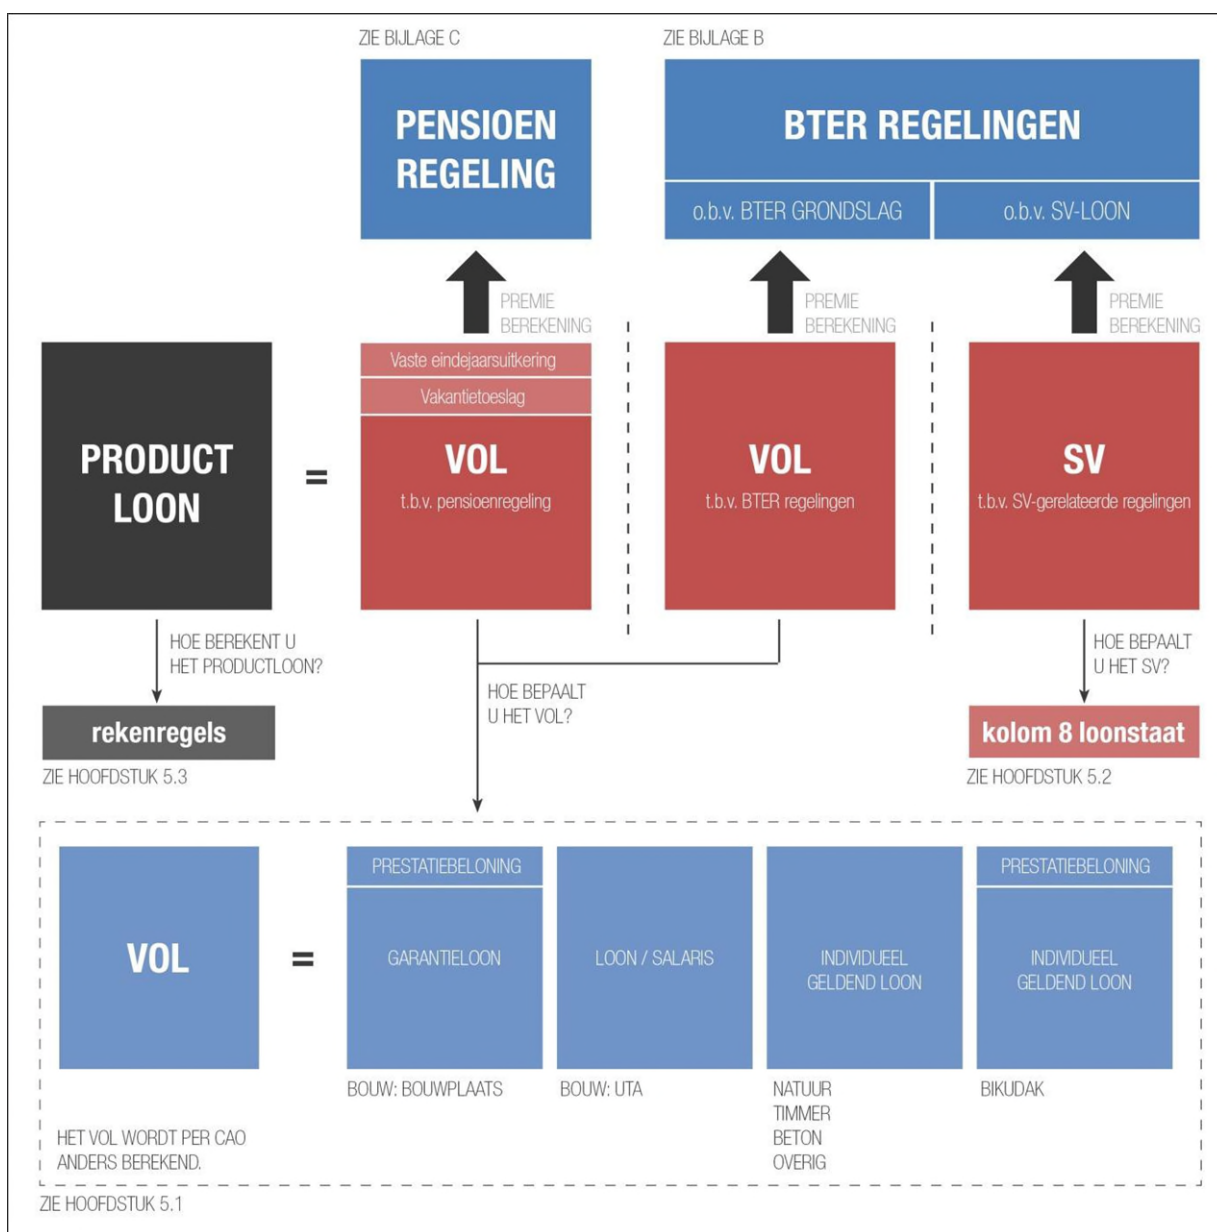 ZIE BIJLAGE C
ZIE BIJLAGE B
PENSIOEN
REGELING
BTER REGELINGEN
o.b.v. BTER GRONDSLAG
o.b.v. SV-LOON
PREMIE
BEREKENING
PREMIE
BEREKENING
PREMIE
BEREKENING
PRODUCT
LOON
=
Vaste eindejaarsuitkering
Vakantietoeslag
VOL
t.b.v. pensioenregeling
VOL
t.b.v. BTER regelingen
SV
t.b.v. SV-gerelateerde regelingen
HOE BEREKENT U
HET PRODUCTLOON?
HOE BEPAALT
U HET VOL?
HOE BEPAALT
U HET SV?
rekenregels
ZIE HOOFDSTUK 5.3
kolom 8 loonstaat
ZIE HOOFDSTUK 5.2
VOL
=
PRESTATIEBELONING
GARANTIELOON
BOUW: BOUWPLAATS
LOON / SALARIS
BOUW: UTA
INDIVIDUEEL
GELDEND LOON
NATUUR
TIMMER
BETON
OVERIG
PRESTATIEBELONING
INDIVIDUEEL
GELDEND LOON
BIKUDAK
HET VOL WORDT PER CAO
ANDERS BEREKEND.
ZIE HOOFDSTUK 5.1